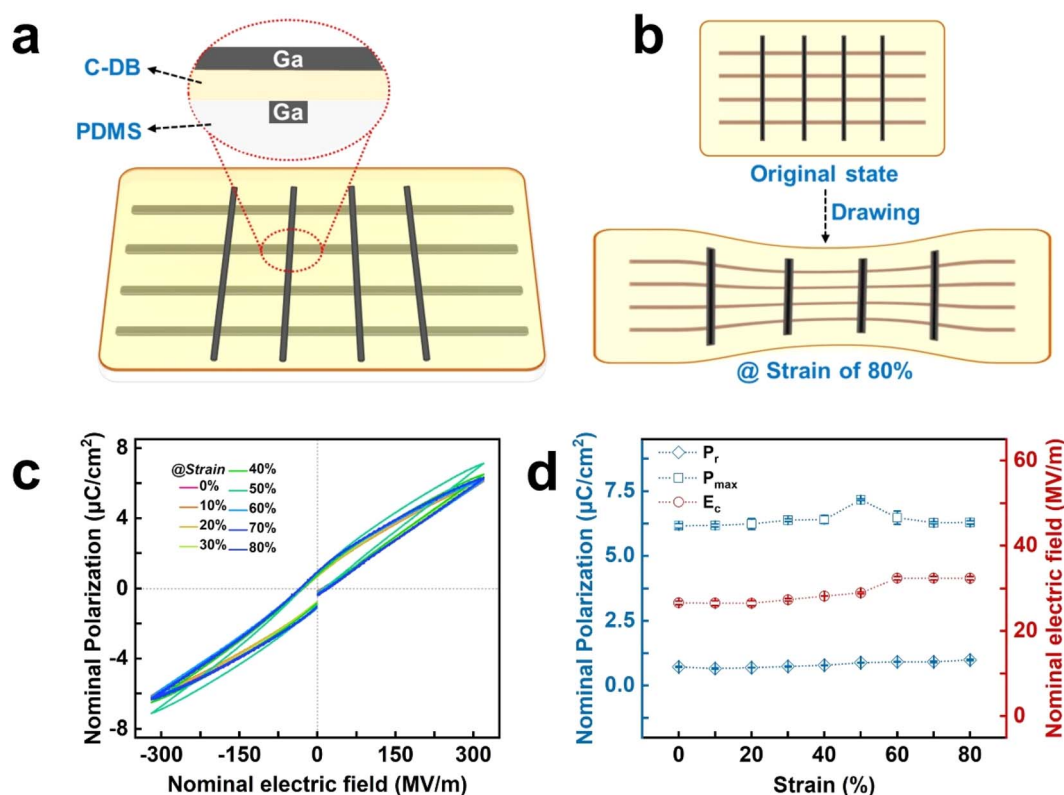 a
Ga
C-DB
Ga
PDMS
b
Original state
Drawing
@ Strain of 80%
c
Nominal Polarization (μC/cm²)
8
4
0
-4
-8
@Strain
0%
10%
20%
30%
40%
50%
60%
70%
80%
-300
-150
0
150
300
Nominal electric field (MV/m)
d
Nominal Polarization (μC/cm²)
7.5
5.0
2.5
0.0
Pr
Pmax
Ec
60
40
20
0
Nominal electric field (MV/m)
0
20
40
60
80
Strain (%)